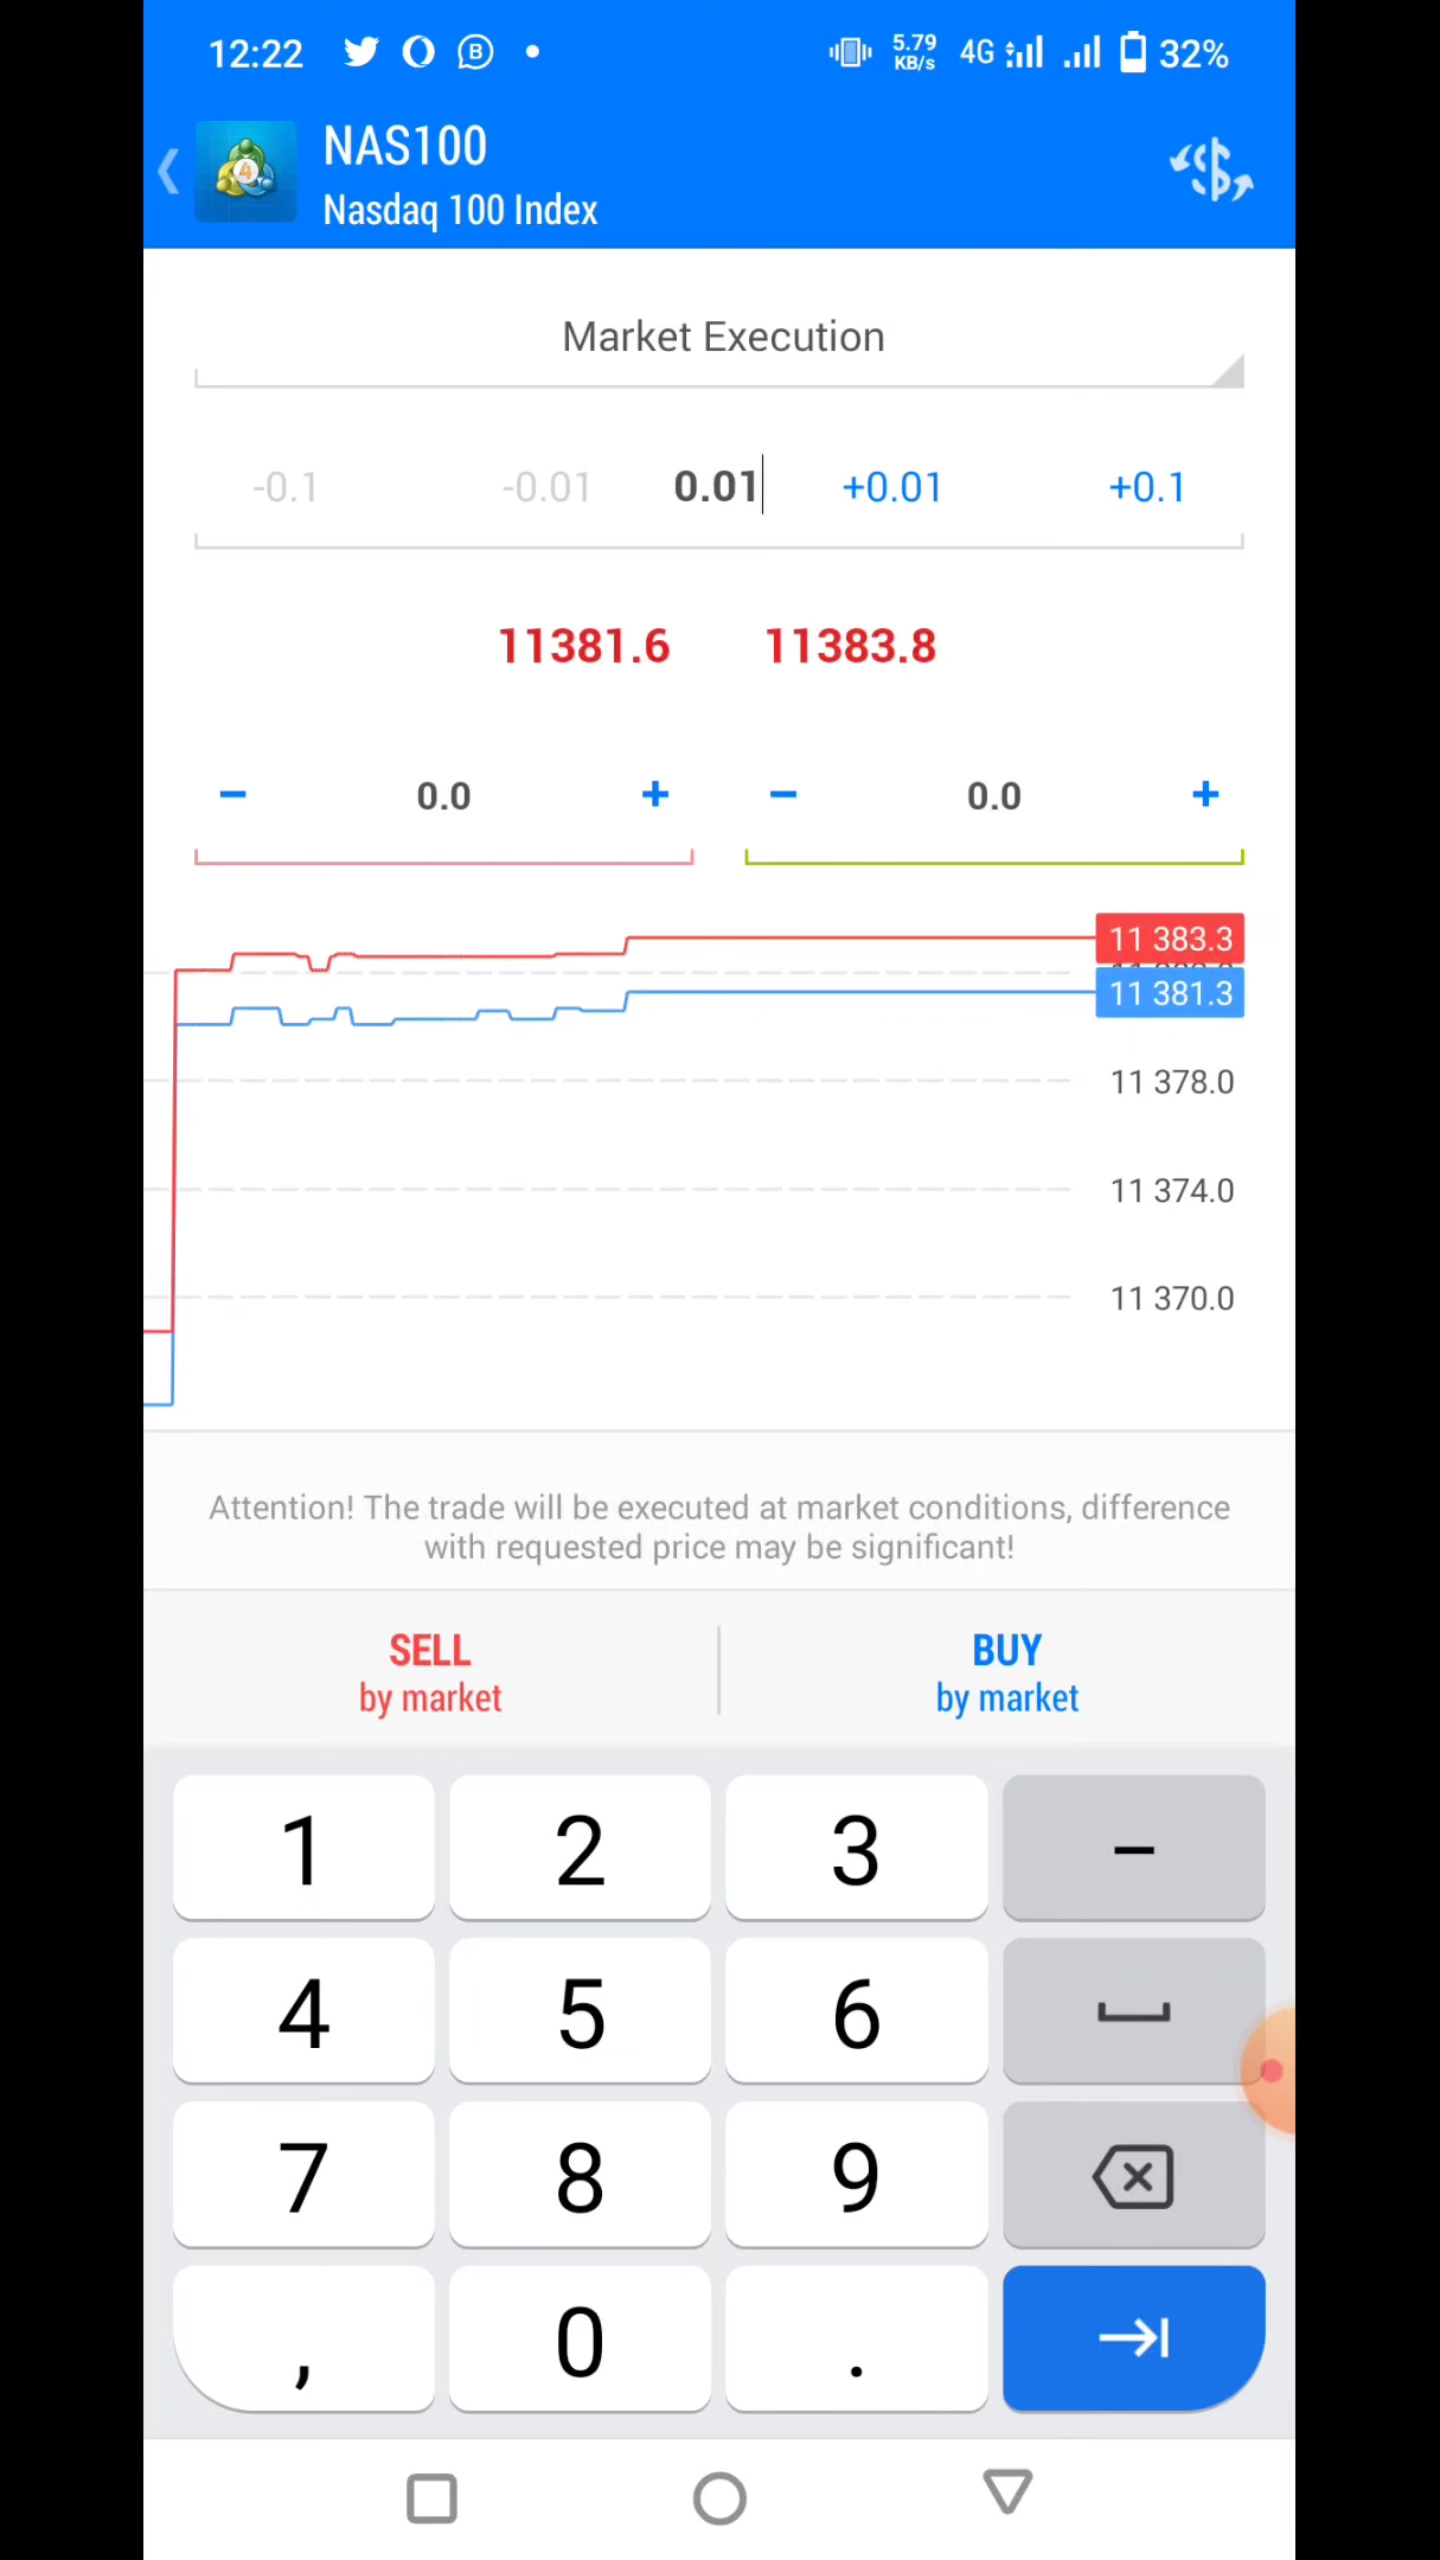 12:22 B 5.79 KB/s 4G 32%
4 NAS100
Nasdaq 100 Index
Market Execution
-0.1 -0.01 0.01 +0.01 +0.1
11381.6 11383.8
− 0.0 + − 0.0 +
11 383.3
11 381.3
11 378.0
11 374.0
11 370.0
Attention! The trade will be executed at market conditions, difference
with requested price may be significant!
SELL BUY
by market by market
1 2 3 −
4 5 6
7 8 9
, 0 .